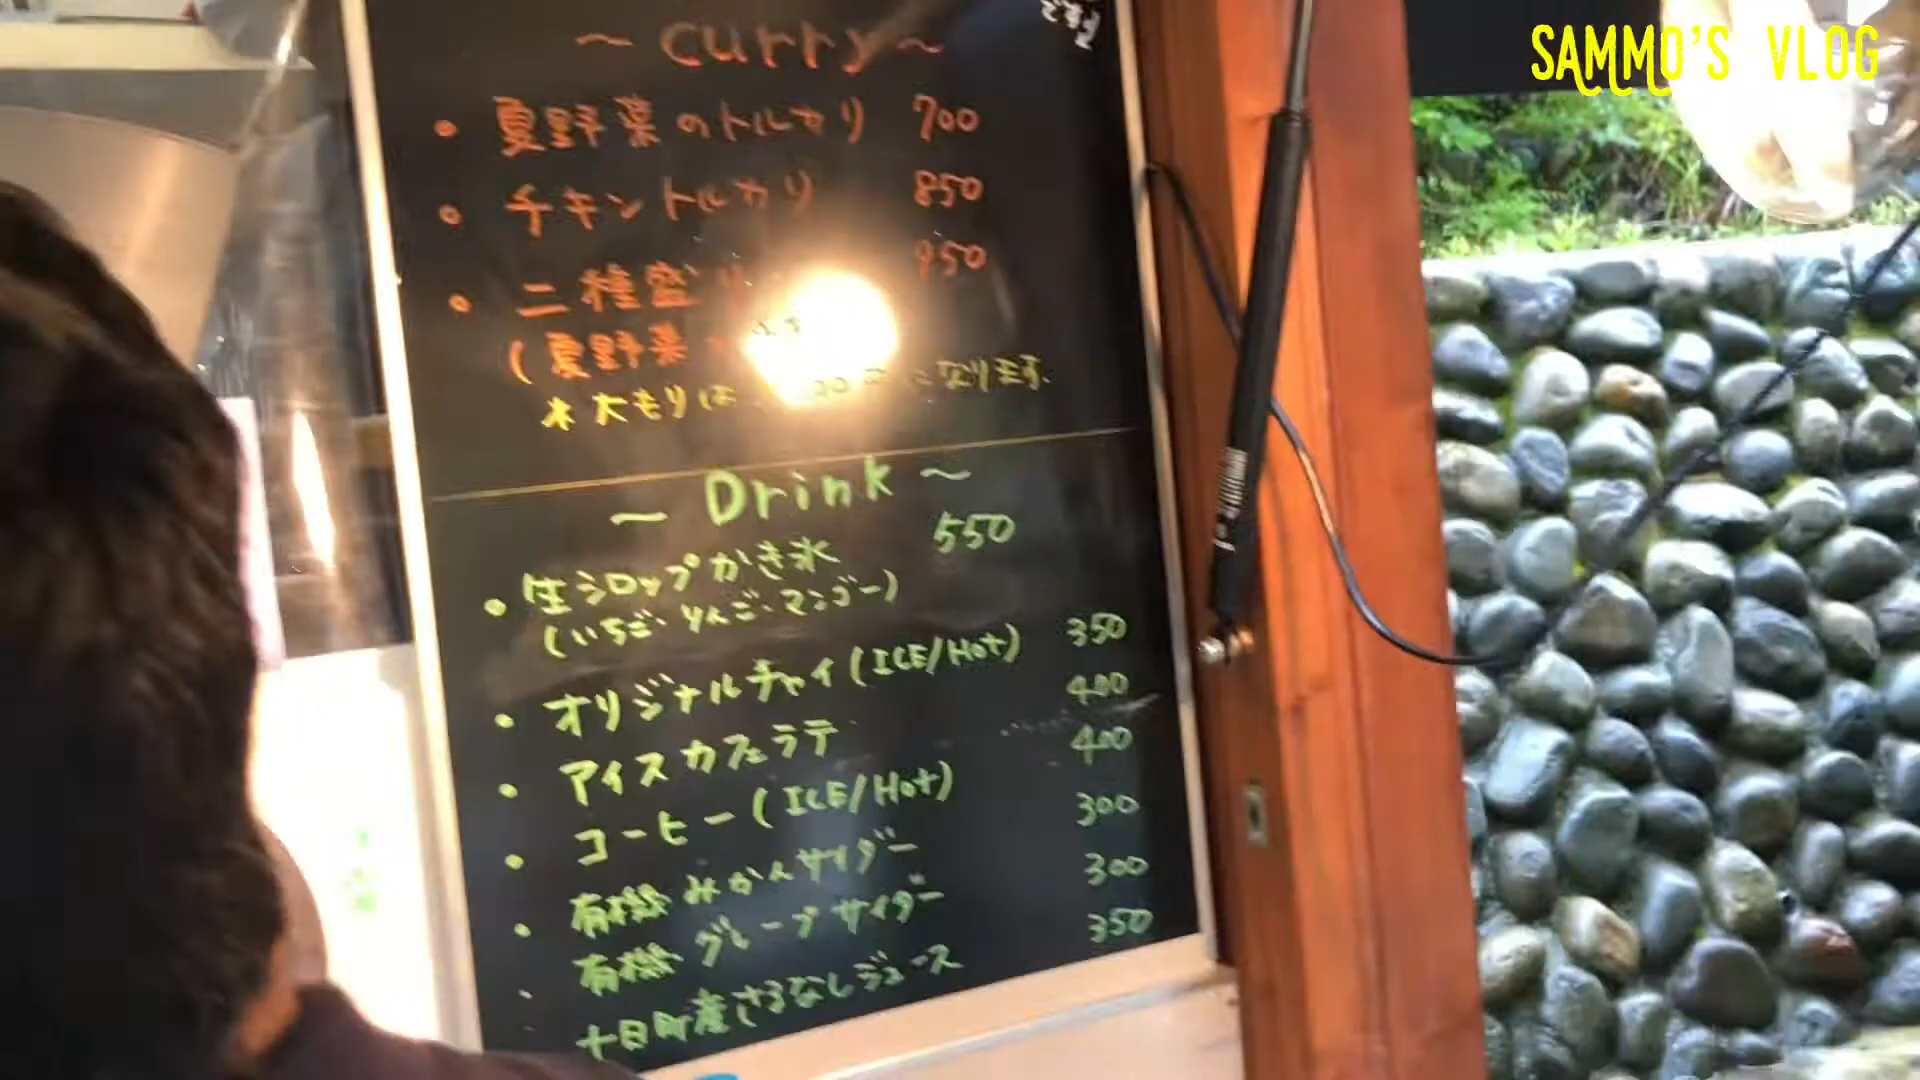 SAMMO'S VLOG
～ curry ～
・夏野菜のトルカリ 700
・チキントルカリ 850
・二種盛り 950
(夏野菜
＊大もりは になります.
～ Drink ～
・生シロップかき氷 550
(いちご・りんご・マンゴー)
・オリジナルチャイ(ICE/Hot) 350
・アイスカフェラテ 400
・コーヒー(ICE/Hot) 400
・有機みかんサイダー 300
・有機グレープサイダー 300
・十日町産さるなしジュース 350